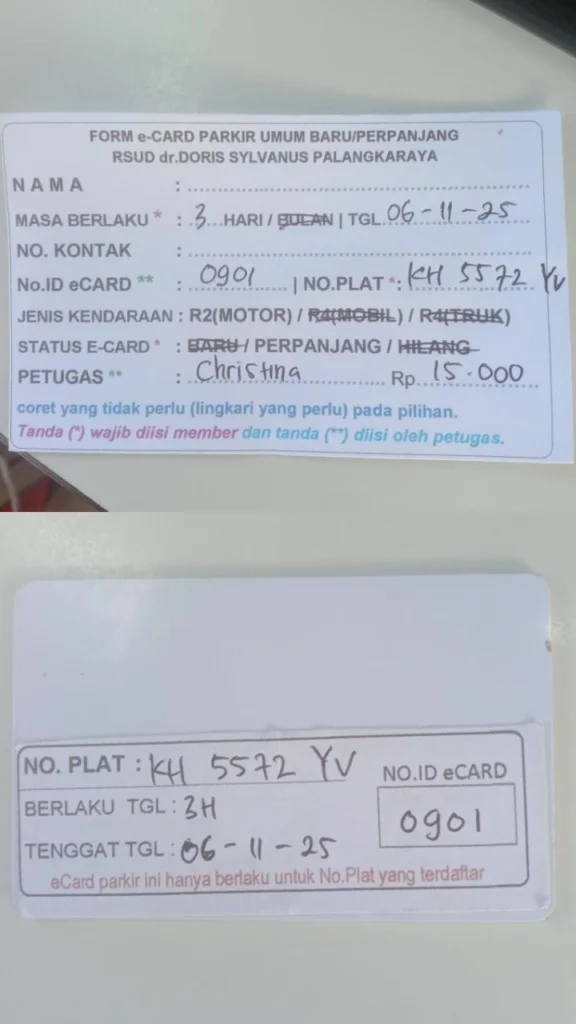 FORM e-CARD PARKIR UMUM BARU/PERPANJANG
RSUD dr.DORIS SYLVANUS PALANGKARAYA
NAMA :
MASA BERLAKU * : 3 HARI / BULAN | TGL 06-11-25
NO. KONTAK :
No.ID eCARD ** : 0901 | NO.PLAT *: KH 5572 YV
JENIS KENDARAAN : R2(MOTOR) / R4(MOBIL) / R4(TRUK)
STATUS E-CARD * : BARU / PERPANJANG / HILANG
PETUGAS ** : Christina Rp. 15.000
coret yang tidak perlu (lingkari yang perlu) pada pilihan.
Tanda (*) wajib diisi member dan tanda (**) diisi oleh petugas.
NO. PLAT : KH 5572 YV
NO.ID eCARD
BERLAKU TGL : 3H
0901
TENGGAT TGL : 06-11-25
eCard parkir ini hanya berlaku untuk No.Plat yang terdaftar